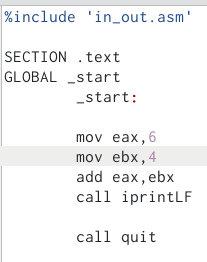 %include 'in_out.asm'
SECTION .text
GLOBAL _start
_start:
mov eax,6
mov ebx,4
add eax,ebx
call iprintLF
call quit